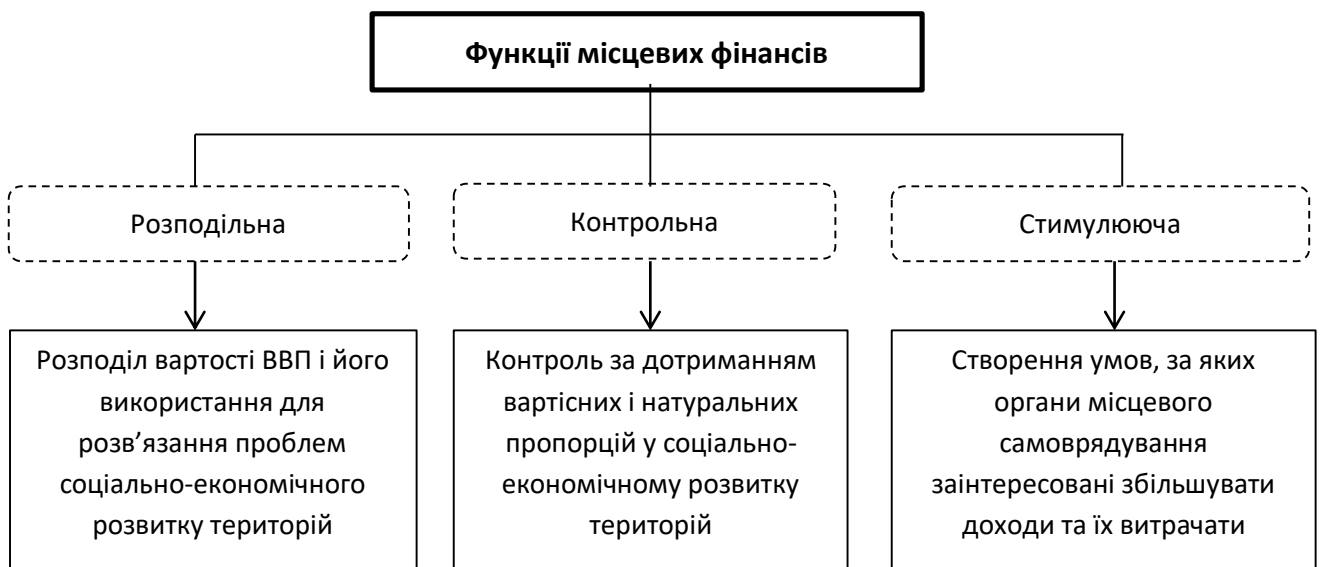 Функції місцевих фінансів
Розподільна
Контрольна
Стимулююча
Розподіл вартості ВВП і його
використання для
розв’язання проблем
соціально-економічного
розвитку територій
Контроль за дотриманням
вартісних і натуральних
пропорцій у соціально-
економічному розвитку
територій
Створення умов, за яких
органи місцевого
самоврядування
заінтересовані збільшувати
доходи та їх витрачати